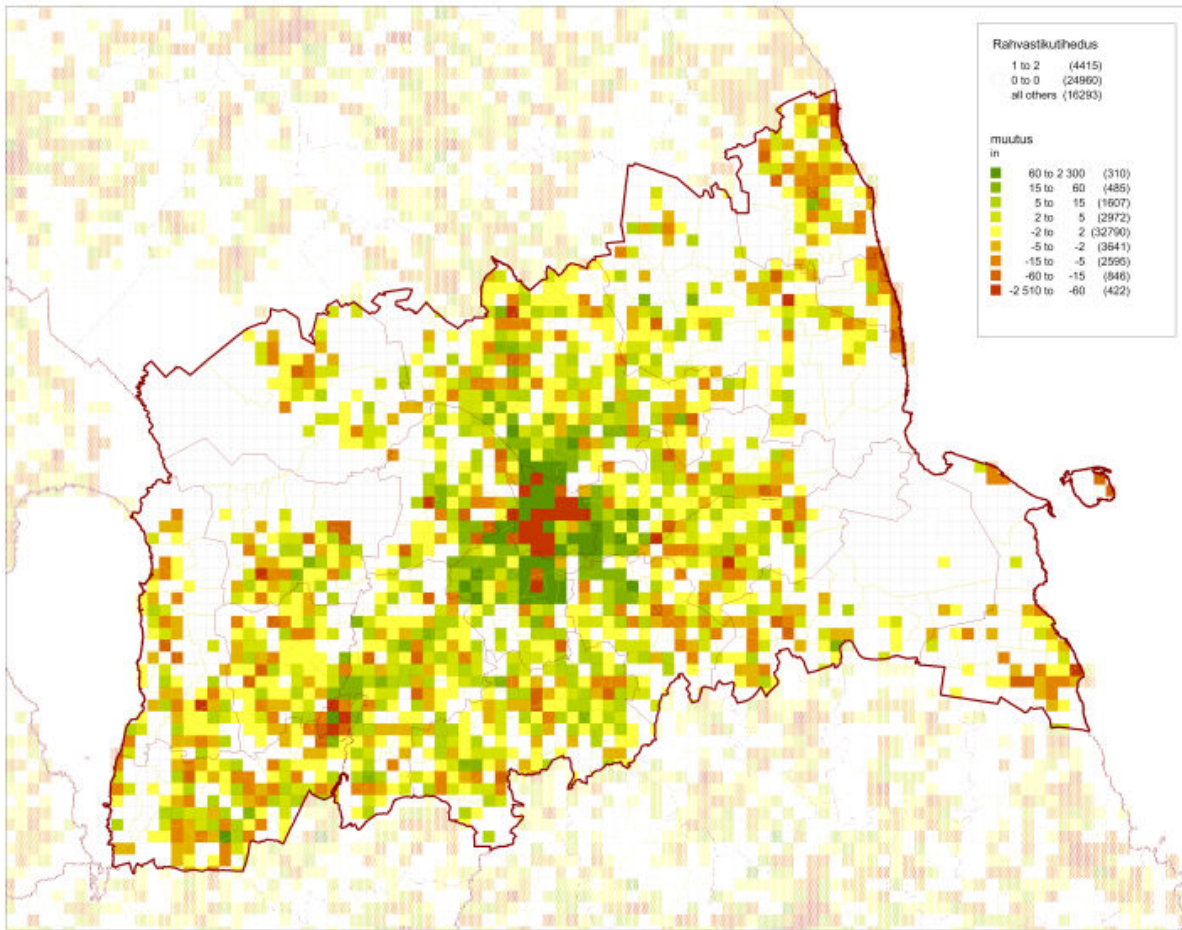 Rahvastikutihedus
1 to 2 (4415)
0 to 0 (24960)
all others (16293)
muutus
in
60 to 2 300 (310)
15 to 60 (485)
5 to 15 (1607)
2 to 5 (2972)
-2 to 2 (32790)
-5 to -2 (3641)
-15 to -5 (2595)
-60 to -15 (846)
-2 510 to -60 (422)